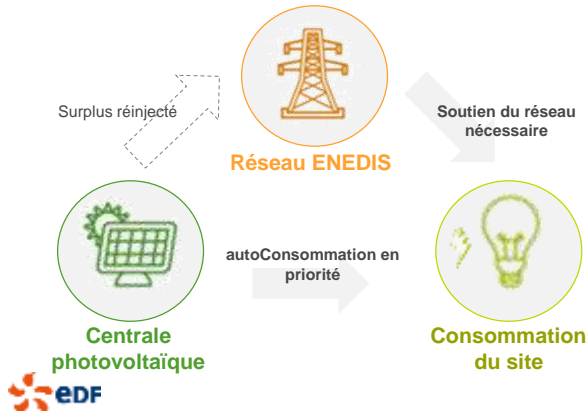 Surplus réinjecté
Soutien du réseau
nécessaire
Réseau ENEDIS
autoConsommation en
priorité
Centrale
photovoltaïque
Consommation
du site
eDF